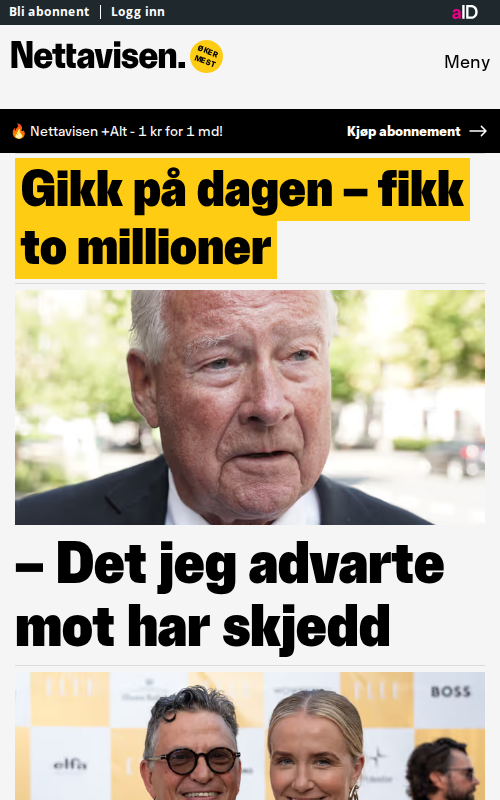 Bli abonnent | Logg inn
aID
Nettavisen.
ØKER
MEST
Meny
🔥 Nettavisen +Alt - 1 kr for 1 md!
Kjøp abonnement →
Gikk på dagen – fikk
to millioner
– Det jeg advarte
mot har skjedd
ELLE
BOSS
elfa